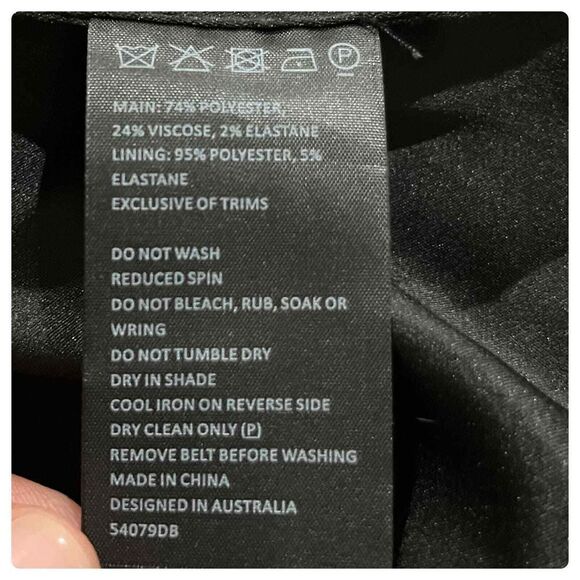 P
MAIN: 74% POLYESTER,
24% VISCOSE, 2% ELASTANE
LINING: 95% POLYESTER, 5%
ELASTANE
EXCLUSIVE OF TRIMS
DO NOT WASH
REDUCED SPIN
DO NOT BLEACH, RUB, SOAK OR
WRING
DO NOT TUMBLE DRY
DRY IN SHADE
COOL IRON ON REVERSE SIDE
DRY CLEAN ONLY (P)
REMOVE BELT BEFORE WASHING
MADE IN CHINA
DESIGNED IN AUSTRALIA
54079DB